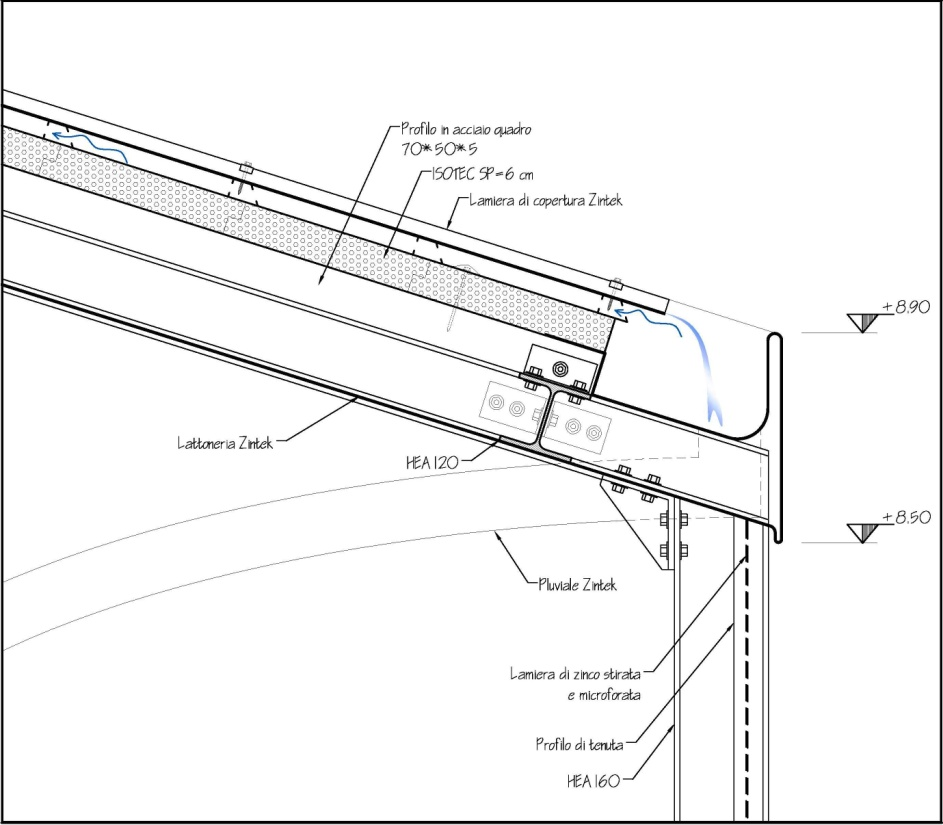 Profilo in acciaio quadro
70*50*5
ISOTEC SP=6 cm
Lamiera di copertura Zintek
+8.90
Lattoneria Zintek
HEA 120
+8.50
Pluviale Zintek
Lamiera di zinco stirata
e microforata
Profilo di tenuta
HEA 160